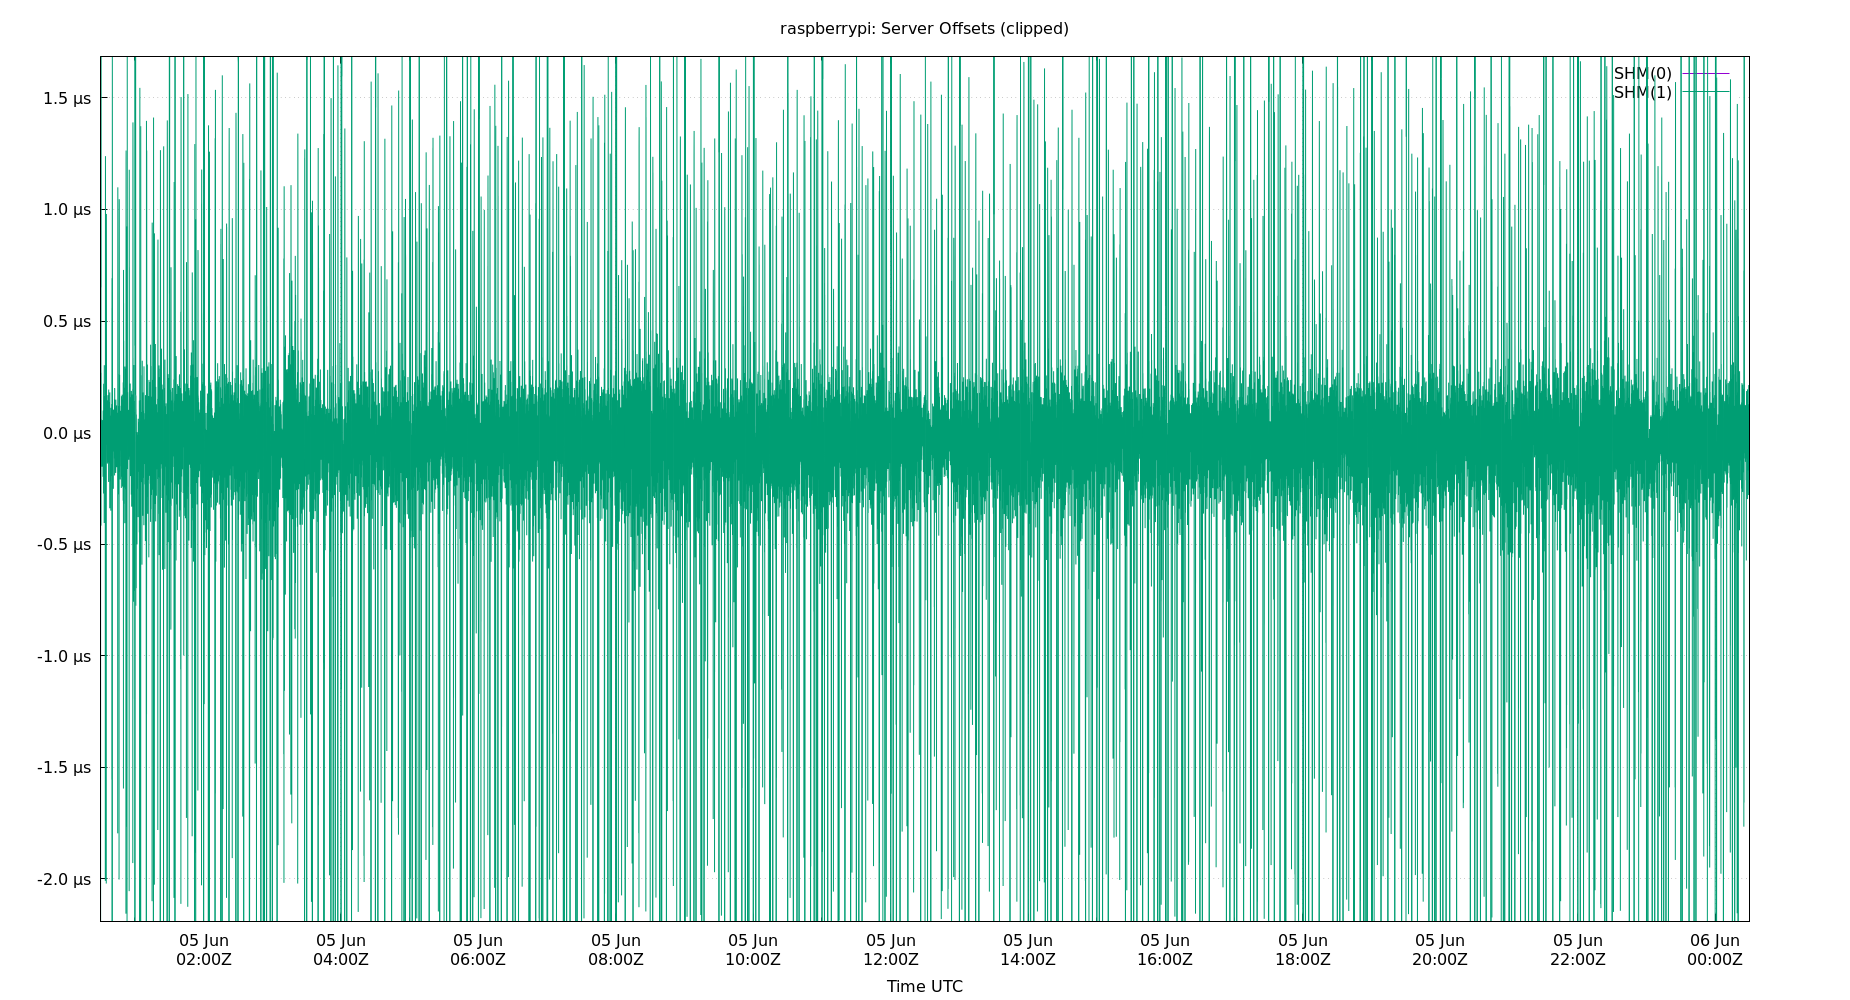 raspberrypi: Server Offsets (clipped)
SHM(0)
SHM(1)
1.5 µs
1.0 µs
0.5 µs
0.0 µs
-0.5 µs
-1.0 µs
-1.5 µs
-2.0 µs
05 Jun 05 Jun 05 Jun 05 Jun 05 Jun 05 Jun 05 Jun 05 Jun 05 Jun 05 Jun 05 Jun 06 Jun
02:00Z 04:00Z 06:00Z 08:00Z 10:00Z 12:00Z 14:00Z 16:00Z 18:00Z 20:00Z 22:00Z 00:00Z
Time UTC